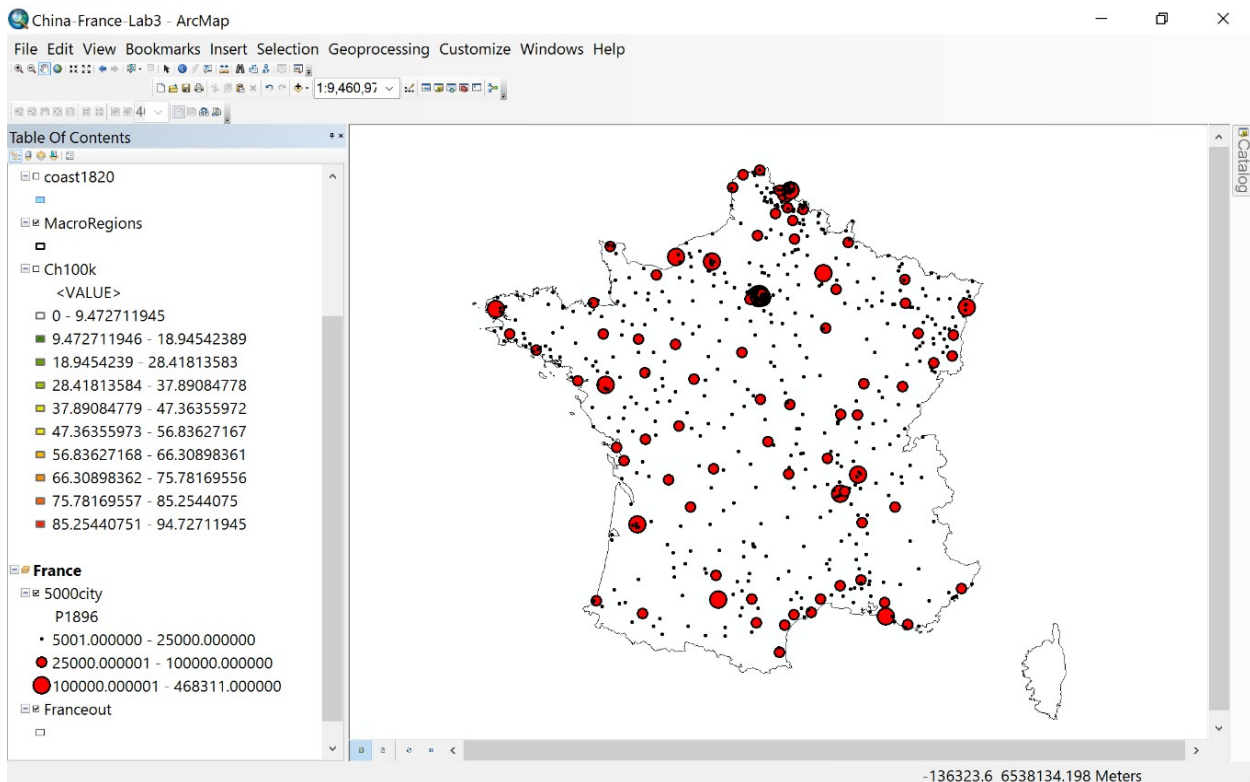 China-France-Lab3 - ArcMap
File Edit View Bookmarks Insert Selection Geoprocessing Customize Windows Help
1:9,460,97
Table Of Contents
coast1820
MacroRegions
Ch100k
<VALUE>
0 - 9.472711945
9.472711946 - 18.94542389
18.9454239 - 28.41813583
28.41813584 - 37.89084778
37.89084779 - 47.36355972
47.36355973 - 56.83627167
56.83627168 - 66.30898361
66.30898362 - 75.78169556
75.78169557 - 85.2544075
85.25440751 - 94.72711945
France
5000city
P1896
5001.000000 - 25000.000000
25000.000001 - 100000.000000
100000.000001 - 468311.000000
Franceout
Catalog
-136323.6 6538134.198 Meters